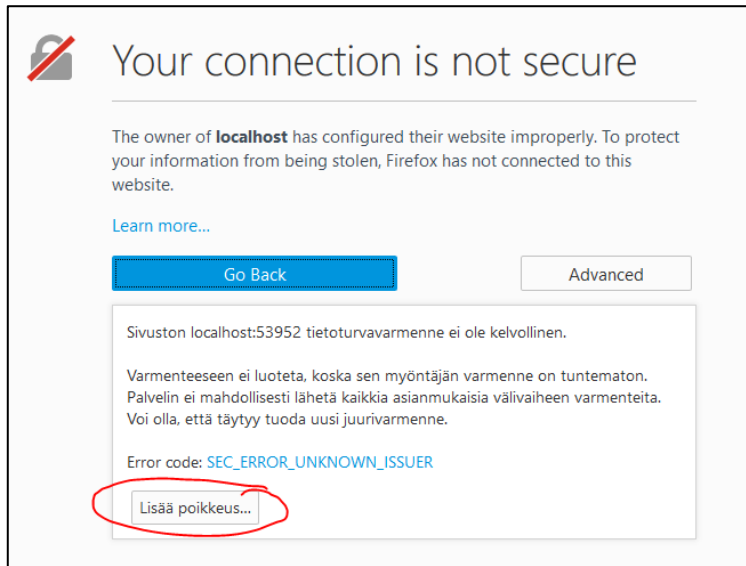 Your connection is not secure
The owner of localhost has configured their website improperly. To protect
your information from being stolen, Firefox has not connected to this
website.
Learn more...
Go Back
Advanced
Sivuston localhost:53952 tietoturvavarmenne ei ole kelvollinen.
Varmenteeseen ei luoteta, koska sen myöntäjän varmenne on tuntematon.
Palvelin ei mahdollisesti lähetä kaikkia asianmukaisia välivaiheen varmenteita.
Voi olla, että täytyy tuoda uusi juurivarmenne.
Error code: SEC_ERROR_UNKNOWN_ISSUER
Lisää poikkeus...